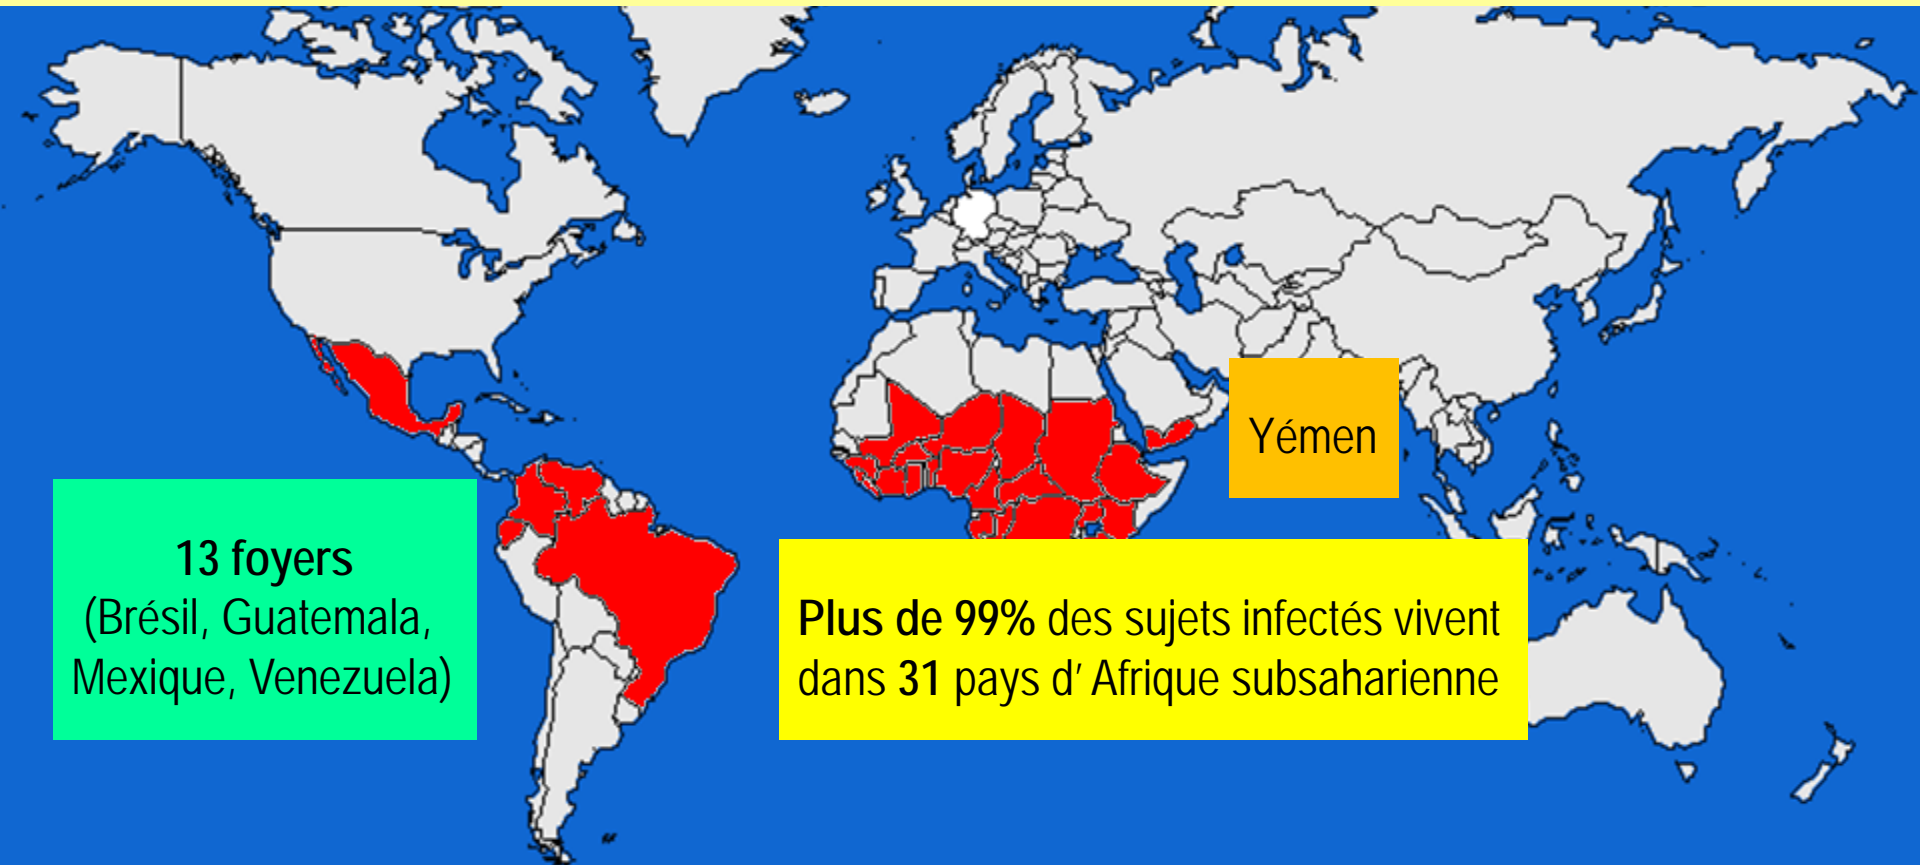 13 foyers
(Brésil, Guatemala,
Mexique, Venezuela)
Yémen
Plus de 99% des sujets infectés vivent
dans 31 pays d' Afrique subsaharienne